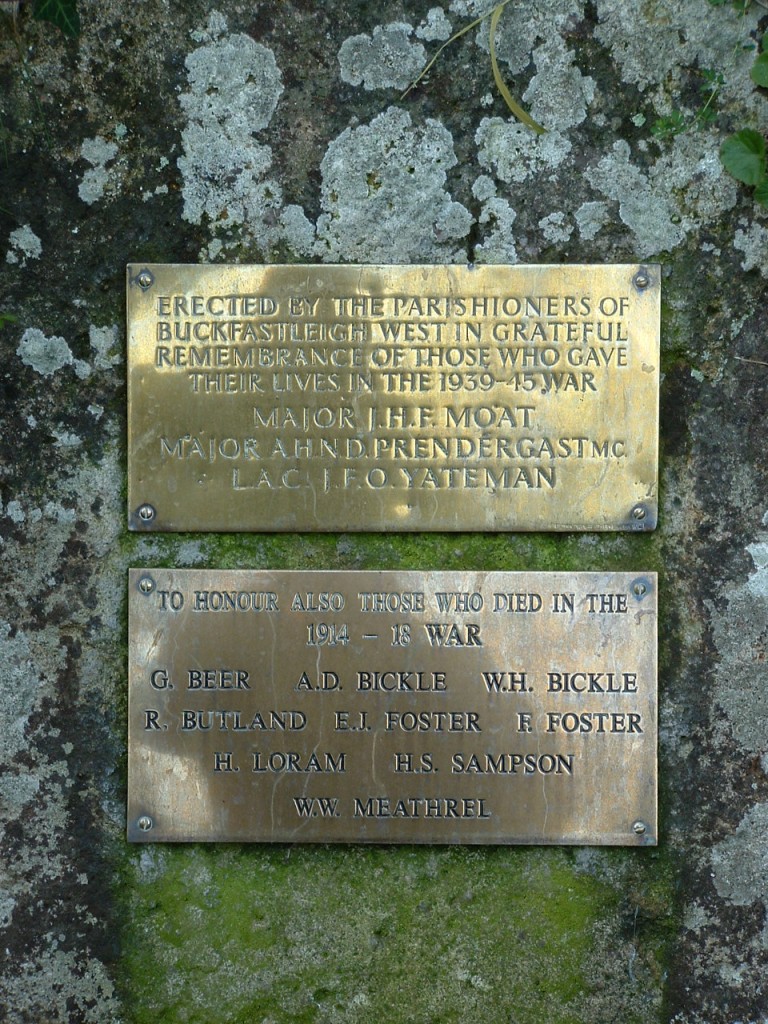 ERECTED BY THE PARISHIONERS OF
BUCKFASTLEIGH WEST IN GRATEFUL
REMEMBRANCE OF THOSE WHO GAVE
THEIR LIVES IN THE 1939-45 WAR
MAJOR J.H.F. MOAT
MAJOR A.H.N.D. PRENDERGAST M.C.
L.A.C. J.F.O. YATEMAN
TO HONOUR ALSO THOSE WHO DIED IN THE
1914 - 18 WAR
G. BEER A.D. BICKLE W.H. BICKLE
R. BUTLAND E.J. FOSTER F. FOSTER
H. LORAM H.S. SAMPSON
W.W. MEATHREL